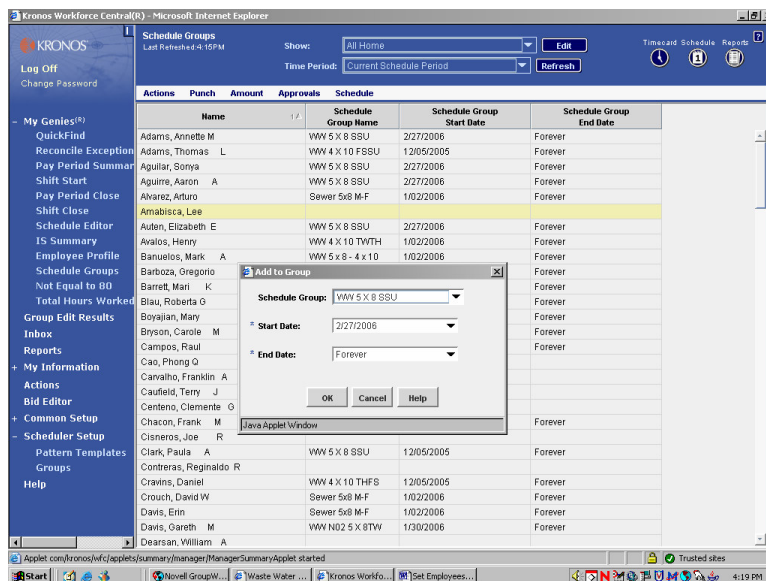 Kronos Workforce Central(R) - Microsoft Internet Explorer
KRONOS
Log Off
Change Password
Schedule Groups
Last Refreshed:4:15PM
Show:
All Home
Edit
Time Period:
Current Schedule Period
Refresh
Timecard Schedule Reports
?
1
Actions Punch Amount Approvals Schedule
– My Genies(R)
QuickFind
Reconcile Exception
Pay Period Summar
Shift Start
Pay Period Close
Shift Close
Schedule Editor
IS Summary
Employee Profile
Schedule Groups
Not Equal to 80
Total Hours Worked
Group Edit Results
Inbox
Reports
+ My Information
Actions
Bid Editor
+ Common Setup
– Scheduler Setup
Pattern Templates
Groups
Help
Name 1 Schedule Group Name Schedule Group Start Date Schedule Group End Date
Adams, Annette M WW 5 X 8 SSU 2/27/2006 Forever
Adams, Thomas L WW 4 X 10 FSSU 12/05/2005 Forever
Aguilar, Sonya WW 5 X 8 SSU 2/27/2006 Forever
Aguirre, Aaron A WW 5 X 8 SSU 2/27/2006 Forever
Alvarez, Arturo Sewer 5x8 M-F 1/02/2006 Forever
Amabisca, Lee
Auten, Elizabeth E WW 5 X 8 SSU 2/27/2006 Forever
Avalos, Henry WW 4 X 10 TWTH 1/02/2006 Forever
Banuelos, Mark A WW 5 x 8 - 4 x 10 1/02/2006 Forever
Barboza, Gregorio Forever
Barrett, Mari K Forever
Blau, Roberta G Forever
Boyajian, Mary Forever
Bryson, Carole M Forever
Campos, Raul Forever
Cao, Phong Q
Carvalho, Franklin A
Caufield, Terry J
Centeno, Clemente G
Chacon, Frank M Forever
Cisneros, Joe R
Clark, Paula A WW 5 X 8 SSU 12/05/2005 Forever
Contreras, Reginaldo R
Cravins, Daniel WW 4 X 10 THFS 12/05/2005 Forever
Crouch, David W Sewer 5x8 M-F 1/02/2006 Forever
Davis, Erin Sewer 5x8 M-F 1/02/2006 Forever
Davis, Gareth M WW N02 5 X 8TW 1/30/2006 Forever
Dearsan, William A
Add to Group
Schedule Group: WW 5 X 8 SSU
* Start Date: 2/27/2006
* End Date: Forever
OK Cancel Help
Java Applet Window
Applet com/kronos/wfc/applets/summary/manager/ManagerSummaryApplet started
Trusted sites
Start
Novell GroupW...
Waste Water ...
Kronos Workfo...
Set Employees...
4:19 PM